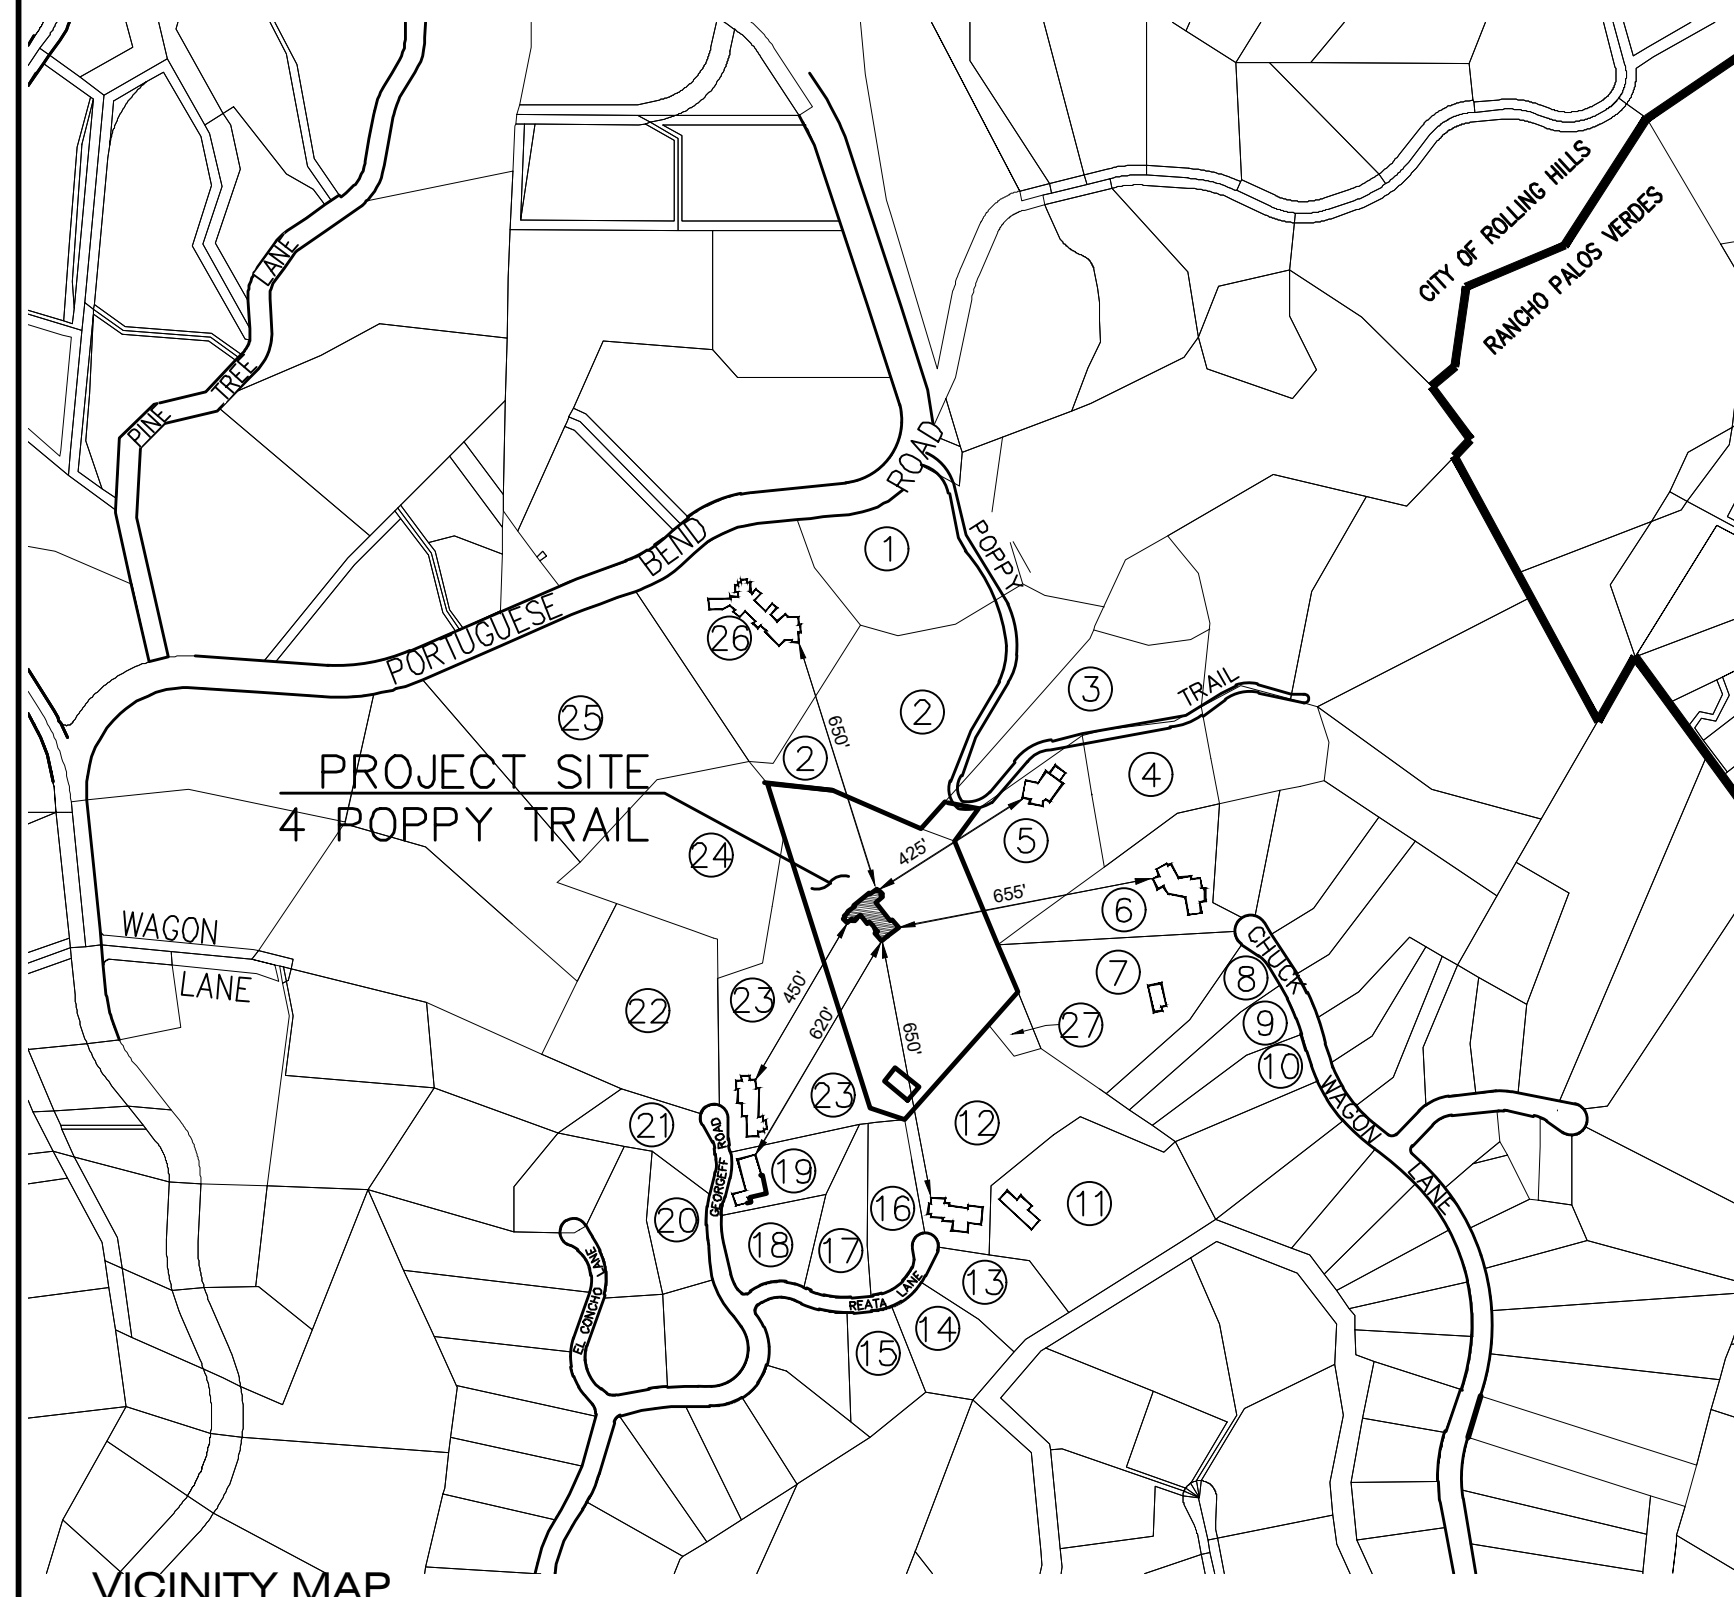 CITY OF ROLLING HILLS
RANCHO PALOS VERDES
PINE TREE LANE
PORTUGUESE BEND ROAD
POPPY TRAIL
1
26
3
2
25
650'
2
4
PROJECT SITE
4 POPPY TRAIL
5
24
425'
655'
6
WAGON LANE
CHUCK WAGON LANE
7
8
23
450'
22
620'
650'
27
9
10
23
12
21
GEORGEFF ROAD
19
20
16
11
18
17
EL CONCHO LANE
13
REATA LANE
14
15
VICINITY MAP